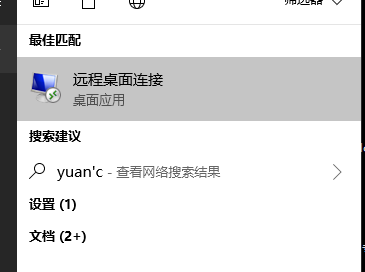 筛选器
最佳匹配
远程桌面连接
桌面应用
搜索建议
yuan'c - 查看网络搜索结果
设置 (1)
文档 (2+)